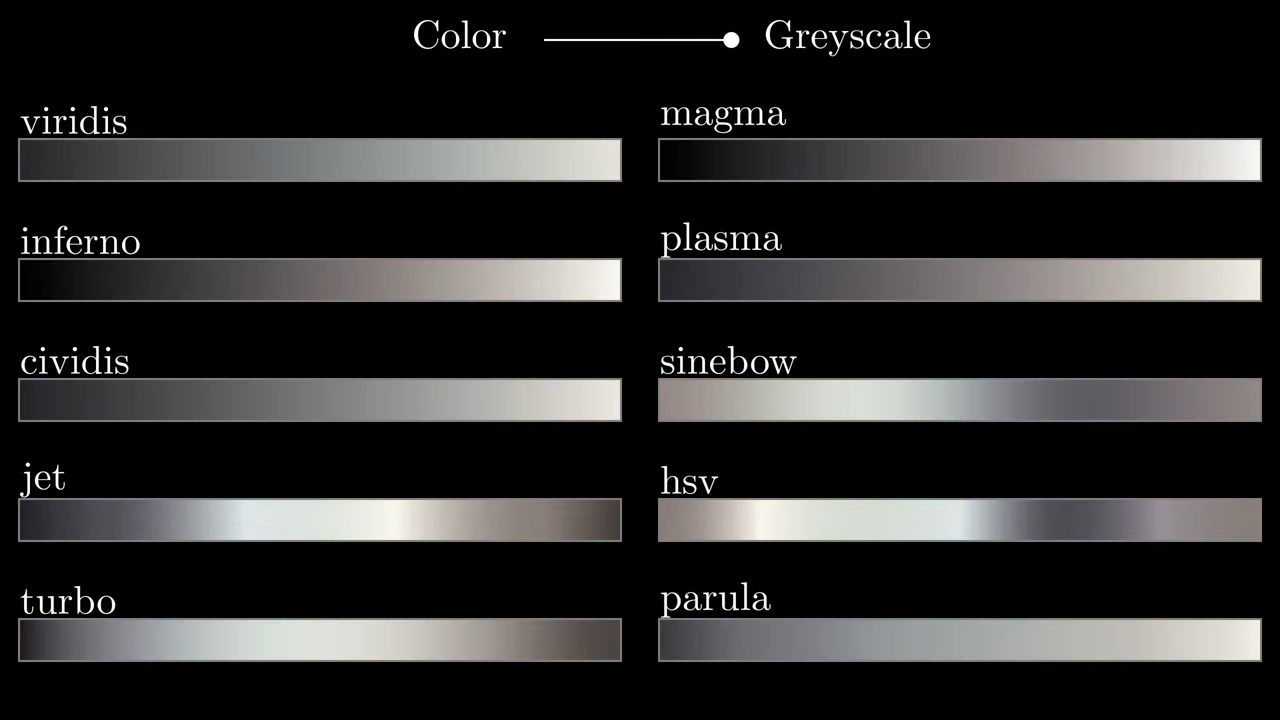 Color Greyscale
viridis
magma
inferno
plasma
cividis
sinebow
jet
hsv
turbo
parula